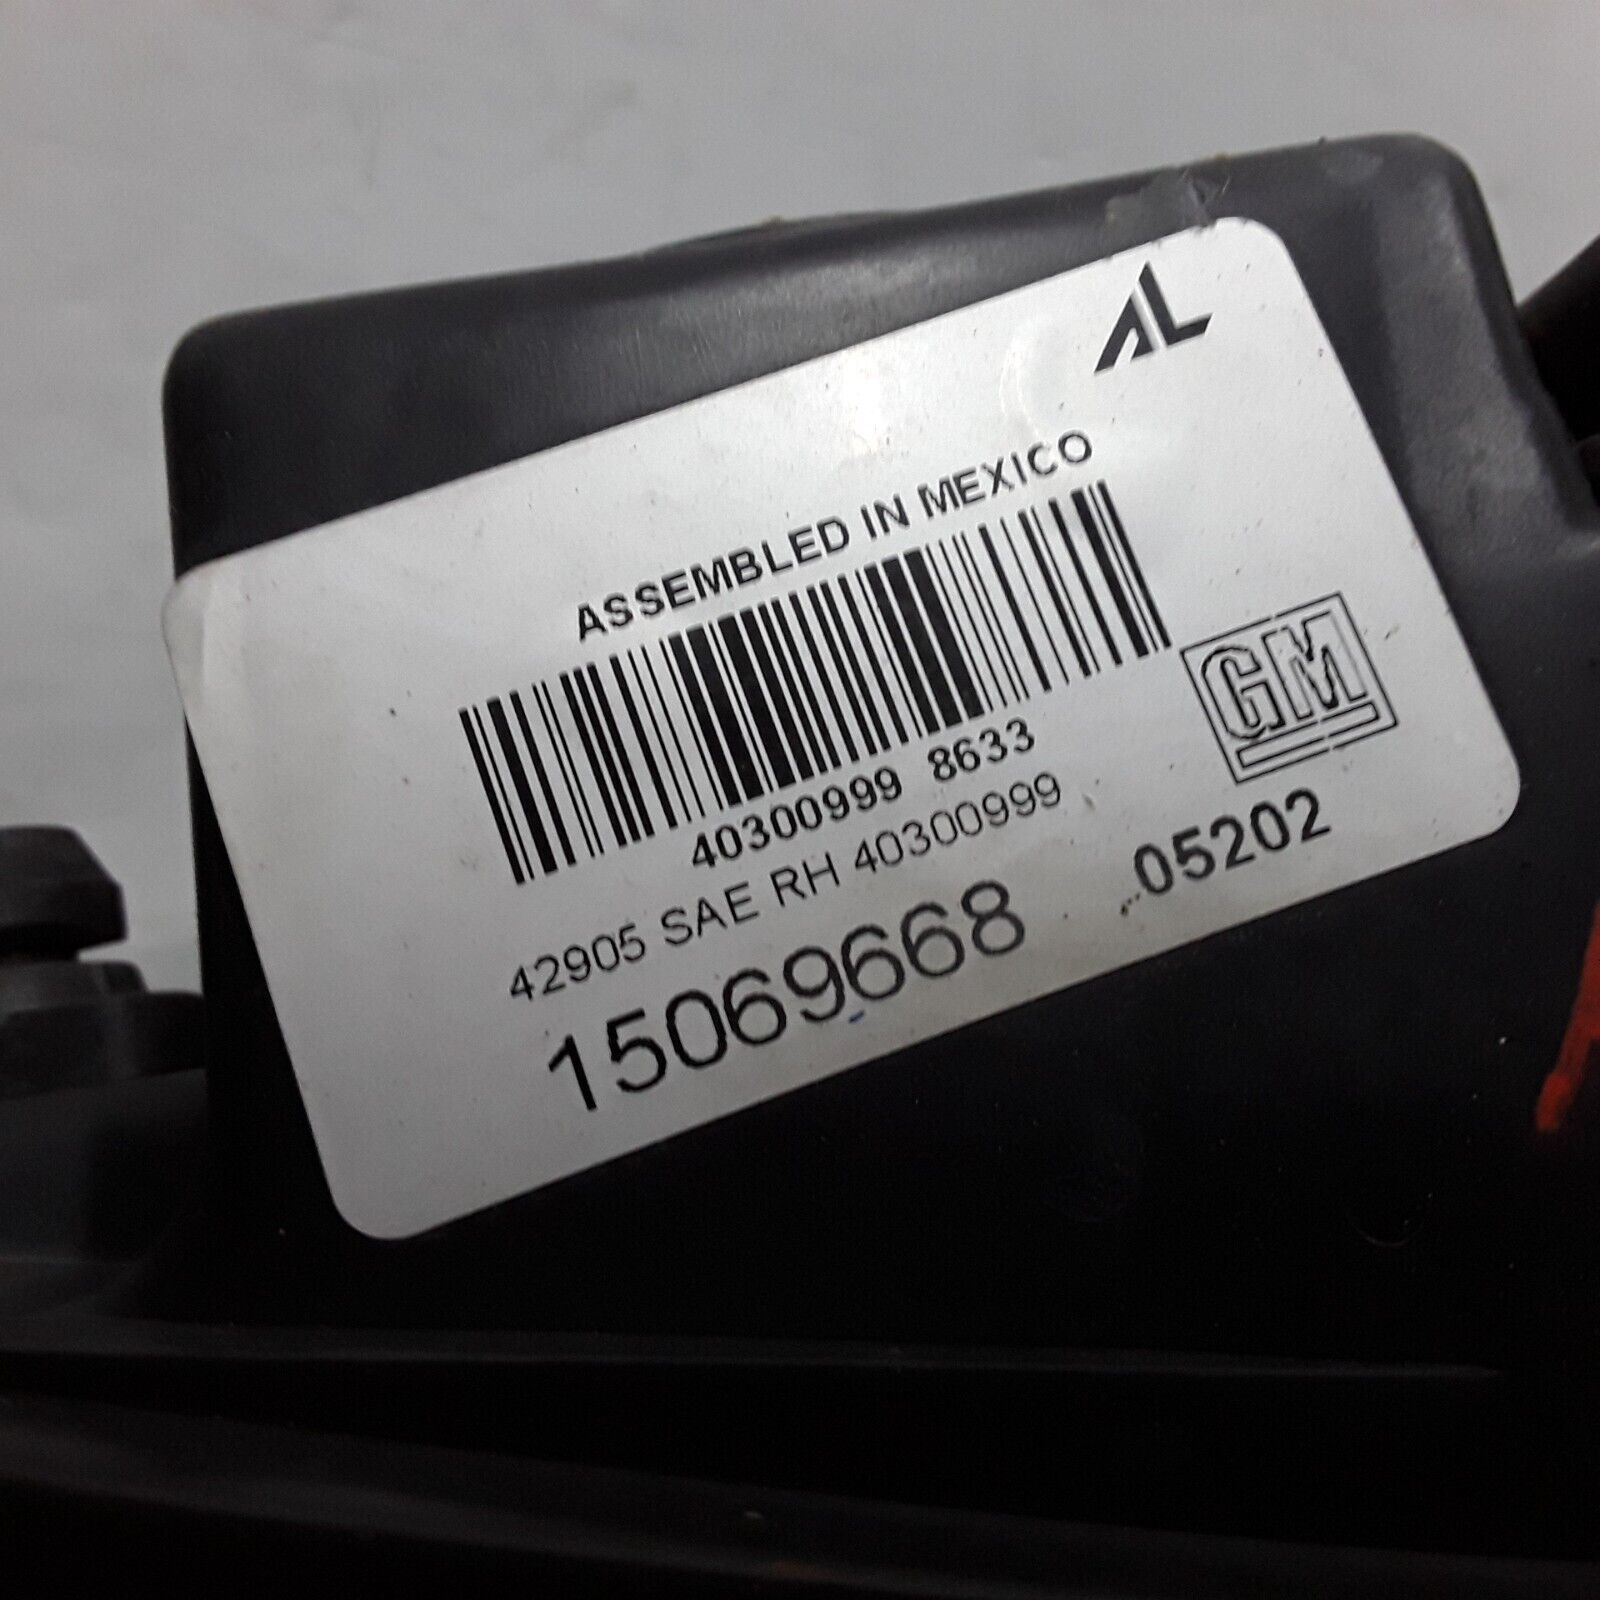 AL
ASSEMBLED IN MEXICO
GM
40300999 8633
42905 SAE RH 40300999
15069668
05202